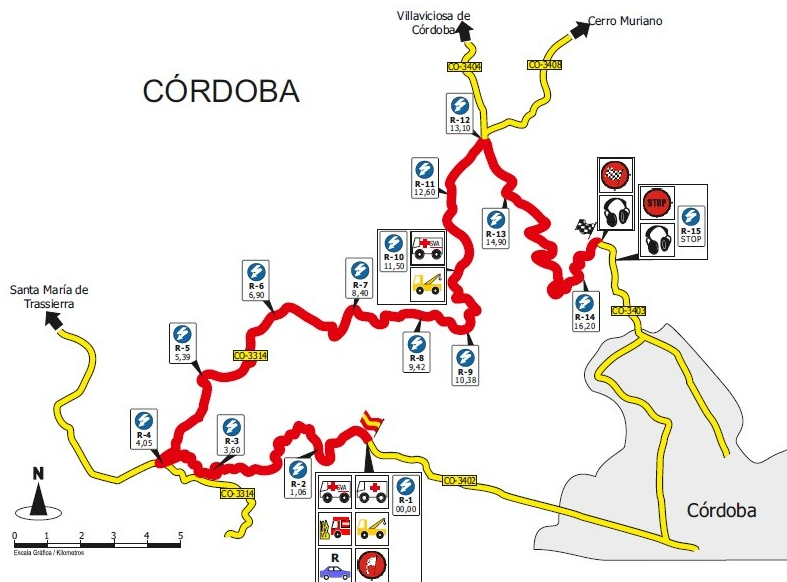 Villaviciosa de
Córdoba
Cerro Muriano
CO-3404
CO-3408
CÓRDOBA
R-12
13,10
R-11
12,60
R-13
14,90
STOP
R-15
STOP
R-10
11,50
SVA
R-6
6,90
R-7
8,40
Santa María de
Trassierra
R-14
16,20
CO-3403
R-5
5,39
CO-3314
R-8
9,42
R-9
10,38
R-4
4,05
R-3
3,60
R-2
1,06
SVA
R-1
00,00
R
CO-3314
CO-3402
Córdoba
N
0 1 2 3 4 5
Escala Gráfica / Kilometros